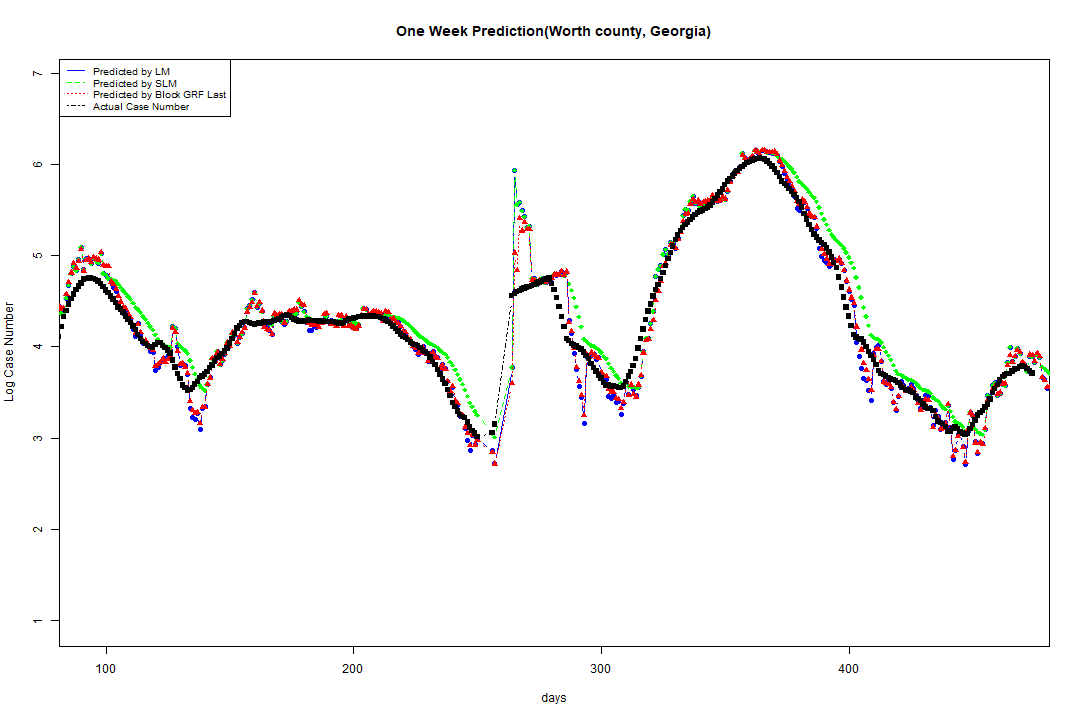 One Week Prediction(Worth county, Georgia)
Predicted by LM
Predicted by SLM
Predicted by Block GRF Last
Actual Case Number
7
6
5
4
3
2
1
Log Case Number
100 200 300 400
days